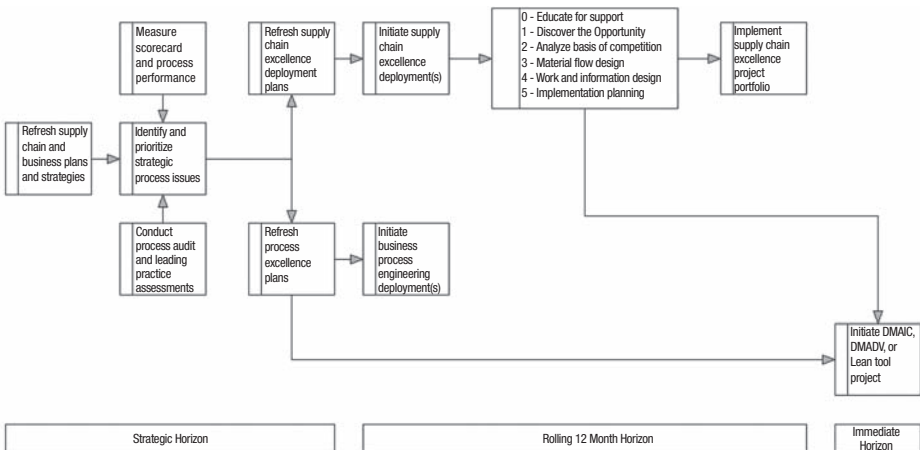 Measure
scorecard
and process
performance
Refresh supply
chain
excellence
deployment
plans
Initiate supply
chain
excellence
deployment(s)
0 - Educate for support
1 - Discover the Opportunity
2 - Analyze basis of competition
3 - Material flow design
4 - Work and information design
5 - Implementation planning
Implement
supply chain
excellence
project
portfolio
Refresh supply
chain and
business plans
and strategies
Identify and
prioritize
strategic
process issues
Conduct
process audit
and leading
practice
assessments
Refresh
process
excellence
plans
Initiate
business
process
engineering
deployment(s)
Initiate DMAIC,
DMADV, or
Lean tool
project
Strategic Horizon
Rolling 12 Month Horizon
Immediate
Horizon